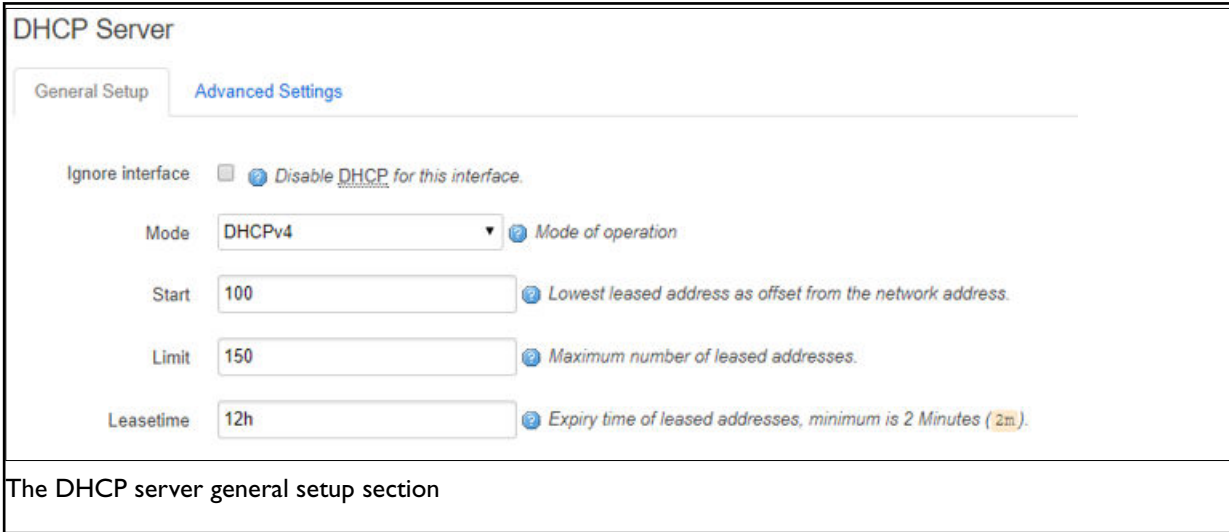 DHCP Server
General Setup Advanced Settings
Ignore interface Disable DHCP for this interface.
Mode DHCPv4 Mode of operation
Start 100 Lowest leased address as offset from the network address.
Limit 150 Maximum number of leased addresses.
Leasetime 12h Expiry time of leased addresses, minimum is 2 Minutes ( 2m ).
The DHCP server general setup section